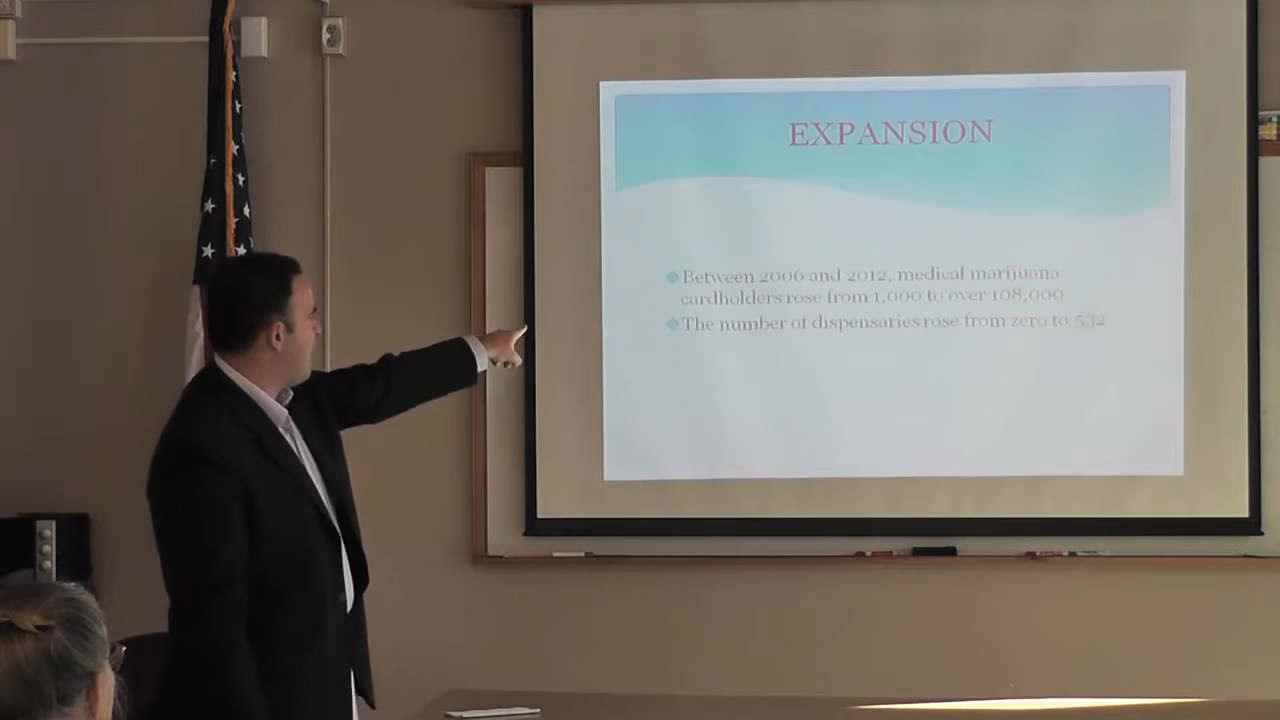 EXPANSION
Between 2006 and 2012, medical marijuana
cardholders rose from 1,000 to over 108,000
The number of dispensaries rose from zero to 532